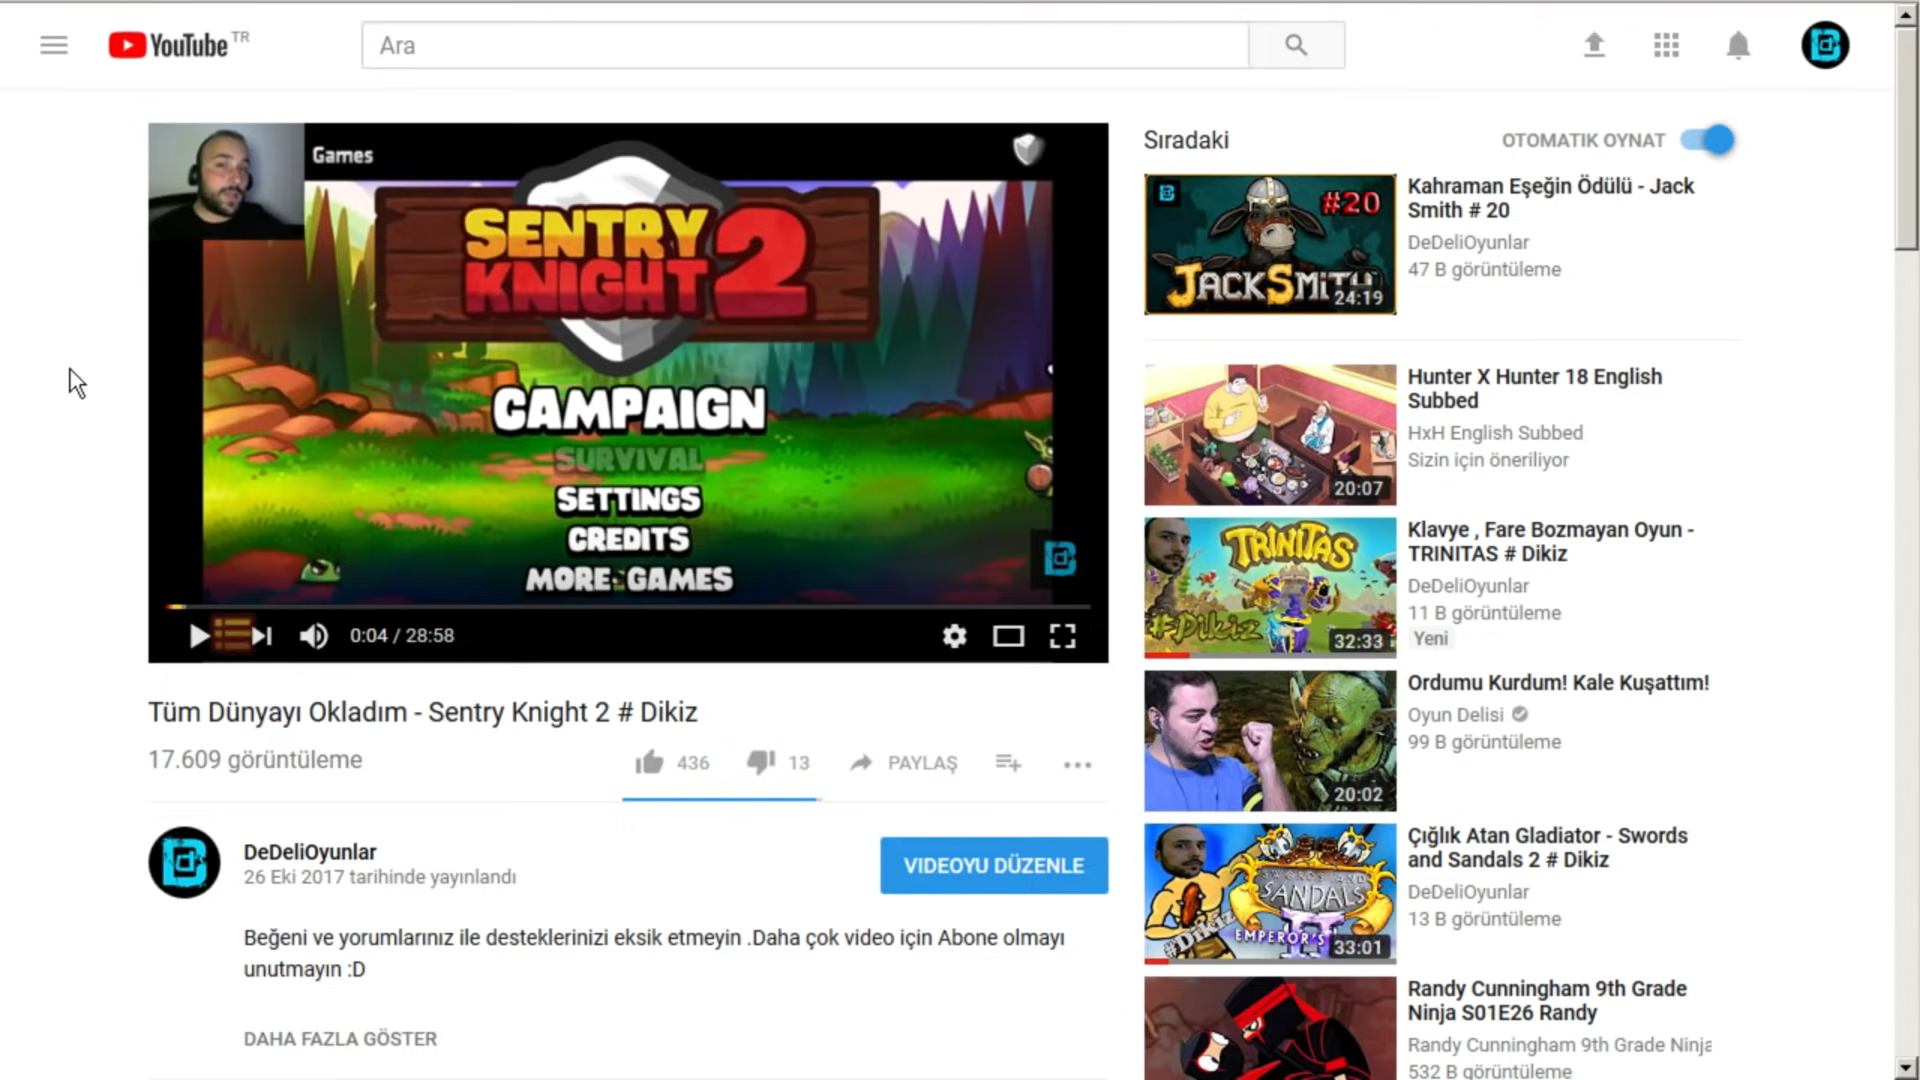 YouTube TR
Ara
Games
SENTRY
KNIGHT 2
CAMPAIGN
SURVIVAL
SETTINGS
CREDITS
MORE GAMES
0:04 / 28:58
Tüm Dünyayı Okladım - Sentry Knight 2 # Dikiz
17.609 görüntüleme
436
13
PAYLAŞ
DeDeliOyunlar
26 Eki 2017 tarihinde yayınlandı
VIDEOYU DÜZENLE
Beğeni ve yorumlarınız ile desteklerinizi eksik etmeyin .Daha çok video için Abone olmayı
unutmayın :D
DAHA FAZLA GÖSTER
Sıradaki
OTOMATIK OYNAT
#20
JACKSMITH
24:19
Kahraman Eşeğin Ödülü - Jack
Smith # 20
DeDeliOyunlar
47 B görüntüleme
20:07
Hunter X Hunter 18 English
Subbed
HxH English Subbed
Sizin için öneriliyor
TRINITAS
#Dikiz
32:33
Klavye , Fare Bozmayan Oyun -
TRINITAS # Dikiz
DeDeliOyunlar
11 B görüntüleme
Yeni
20:02
Ordumu Kurdum! Kale Kuşattım!
Oyun Delisi
99 B görüntüleme
SWORDS AND
SANDALS
II
EMPEROR'S
#Dikiz
33:01
Çığlık Atan Gladiator - Swords
and Sandals 2 # Dikiz
DeDeliOyunlar
13 B görüntüleme
Randy Cunningham 9th Grade
Ninja S01E26 Randy
Randy Cunningham 9th Grade Ninja
532 B görüntüleme